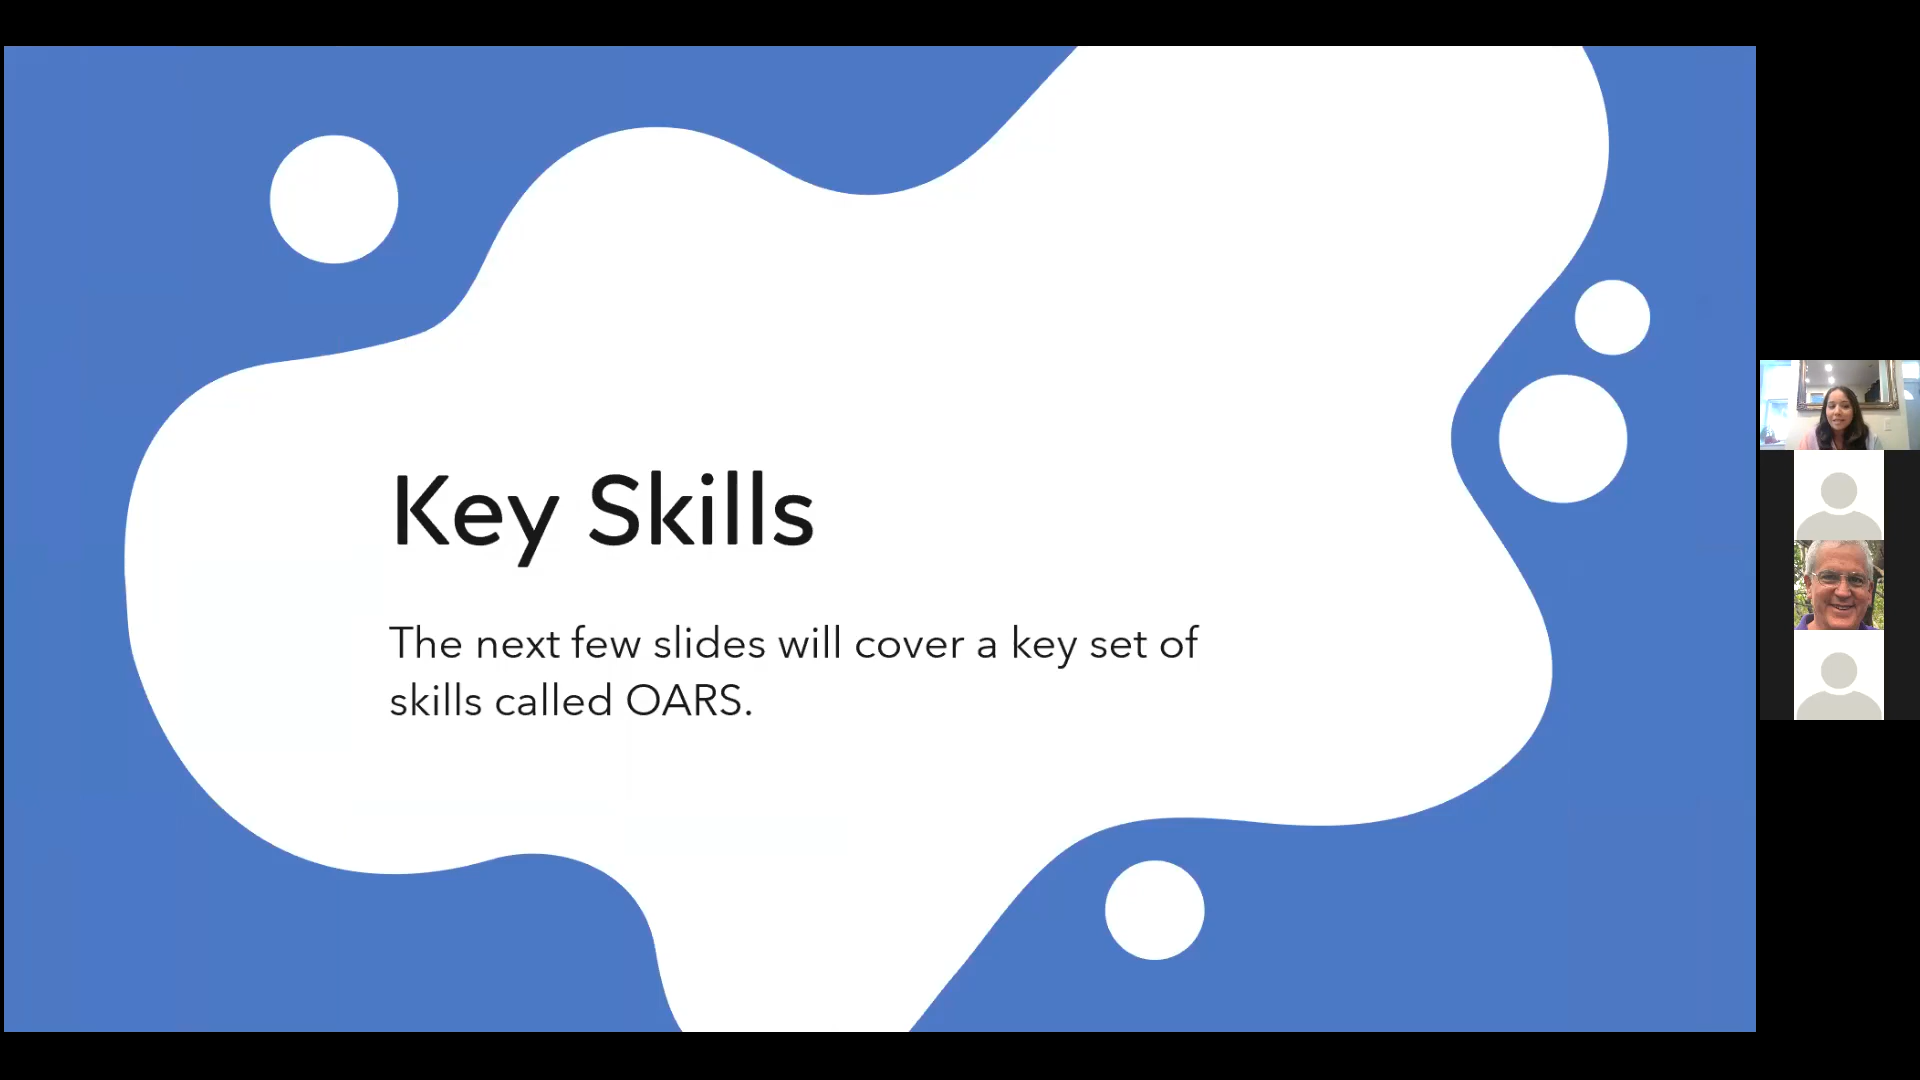 Key Skills
The next few slides will cover a key set of
skills called OARS.